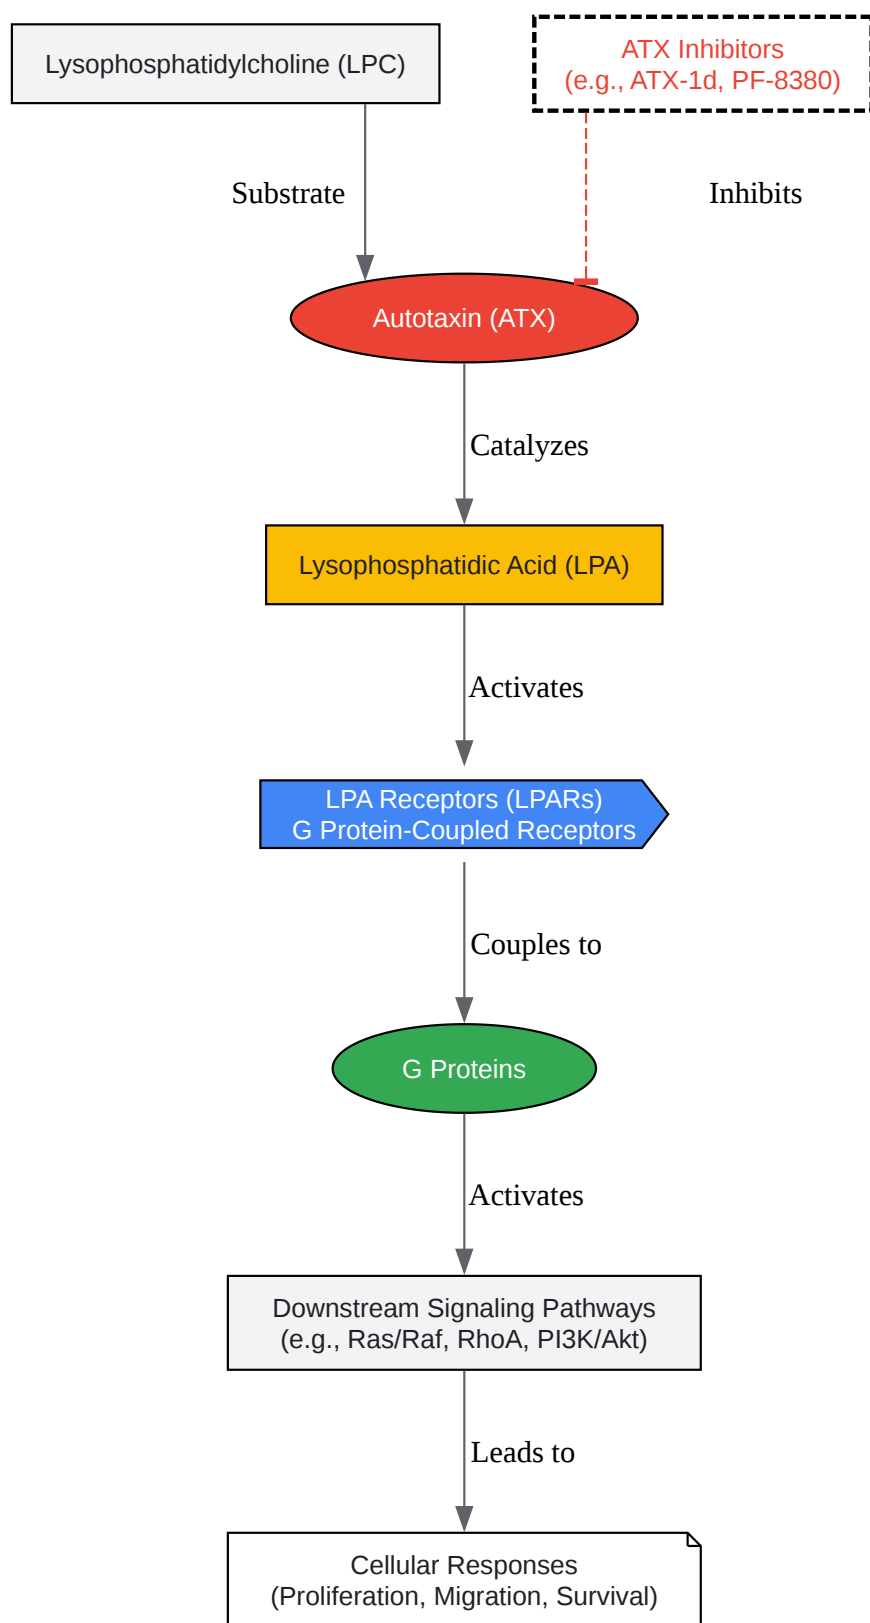 Lysophosphatidylcholine (LPC)
ATX Inhibitors
(e.g., ATX-1d, PF-8380)
Substrate
Inhibits
Autotaxin (ATX)
Catalyzes
Lysophosphatidic Acid (LPA)
Activates
LPA Receptors (LPARs)
G Protein-Coupled Receptors
Couples to
G Proteins
Activates
Downstream Signaling Pathways
(e.g., Ras/Raf, RhoA, PI3K/Akt)
Leads to
Cellular Responses
(Proliferation, Migration, Survival)